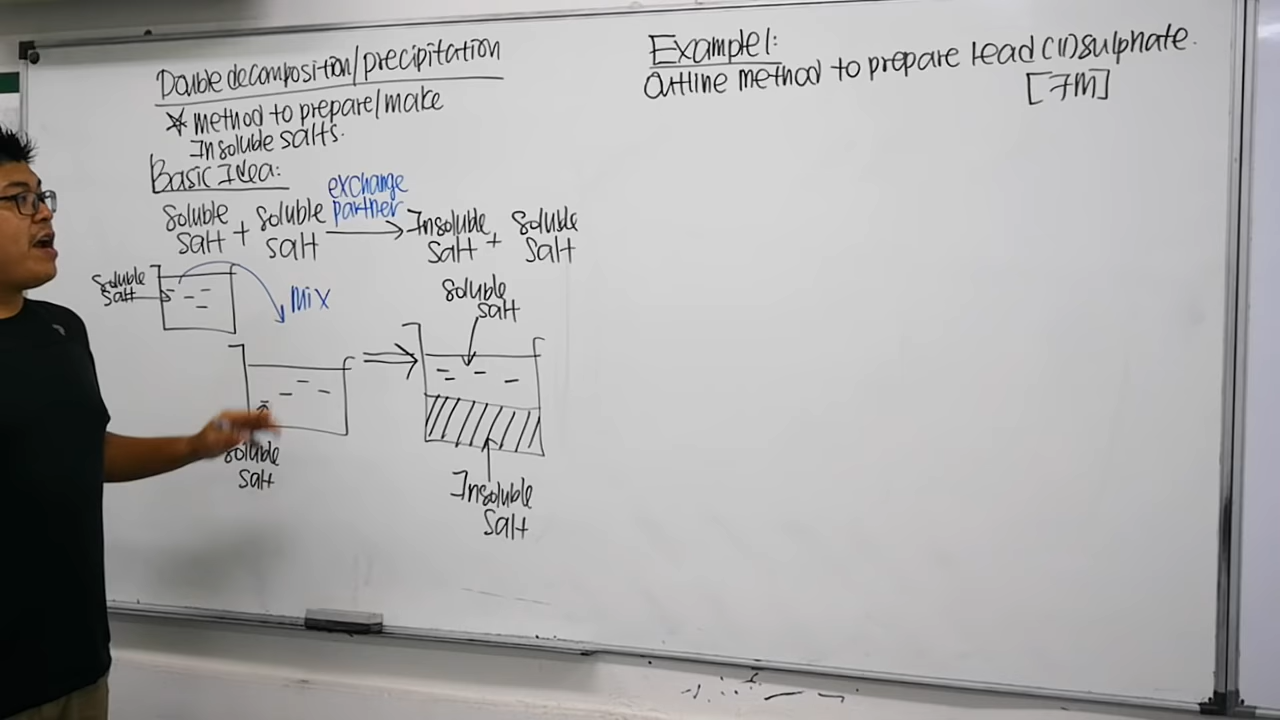 Double decomposition/precipitation
* method to prepare/make
Insoluble salts.
Basic Idea:
Soluble salt + Soluble salt exchange partner → Insoluble salt + Soluble salt
Soluble salt
Mix
Soluble salt
Soluble salt
Insoluble salt
Example 1:
Outline method to prepare lead (II) sulphate.
[7M]